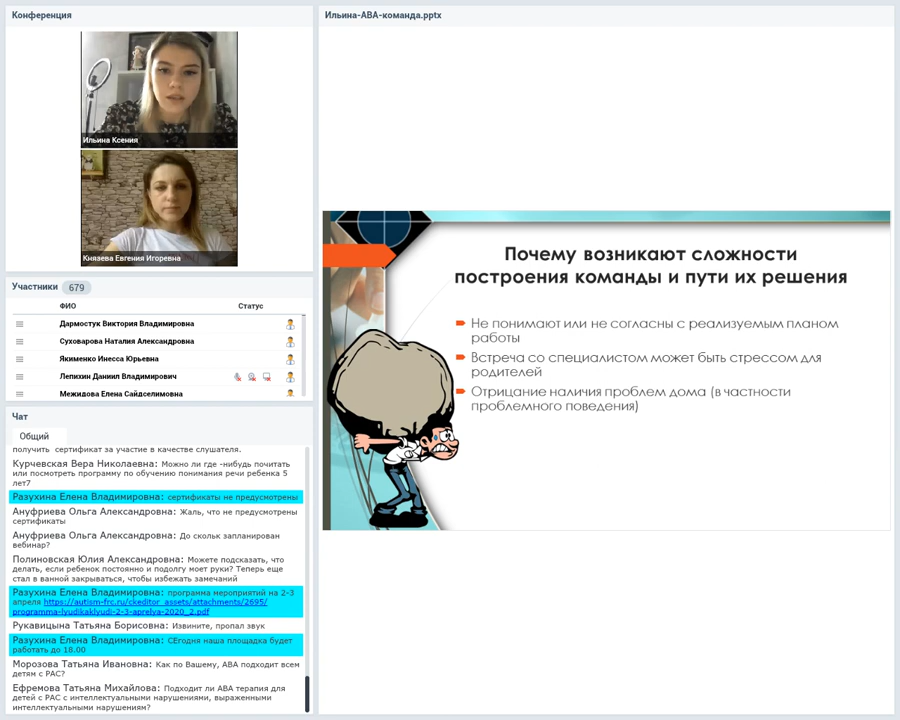 Конференция
Ильина Ксения
Князева Евгения Игоревна
Участники 679
ФИО Статус
Дармостук Виктория Владимировна
Суховарова Наталия Александровна
Якименко Инесса Юрьевна
Лепихин Даниил Владимирович
Межидова Елена Сайдселимовна
Чат
Общий
получить сертификат за участие в качестве слушателя.
Курчевская Вера Николаевна: Можно ли где -нибудь почитать
или посмотреть программу по обучению понимания речи ребенка 5
лет7
Разухина Елена Владимировна: сертификаты не предусмотрены
Ануфриева Ольга Александровна: Жаль, что не предусмотрены
сертификаты
Ануфриева Ольга Александровна: До скольк запланирован
вебинар?
Полиновская Юлия Александровна: Можете подсказать, что
делать, если ребенок постоянно и подолгу моет руки? Теперь еще
стал в ванной закрываться, чтобы избежать замечаний
Разухина Елена Владимировна: программа мероприятий на 2-3
апреля https://autism-frc.ru/ckeditor_assets/attachments/2695/
programma-lyudikaklyudi-2-3-aprelya-2020_2.pdf
Рукавицына Татьяна Борисовна: Извините, пропал звук
Разухина Елена Владимировна: СЕгодня наша площадка будет
работать до 18.00
Морозова Татьяна Ивановна: Как по Вашему, АВА подходит всем
детям с РАС?
Ефремова Татьяна Михайлова: Подходит ли АВА терапия для
детей с РАС с интеллектуальными нарушениями, выраженными
интеллектуальными нарушениям?
Ильина-АВА-команда.pptx
Почему возникают сложности
построения команды и пути их решения
Не понимают или не согласны с реализуемым планом
работы
Встреча со специалистом может быть стрессом для
родителей
Отрицание наличия проблем дома (в частности
проблемного поведения)